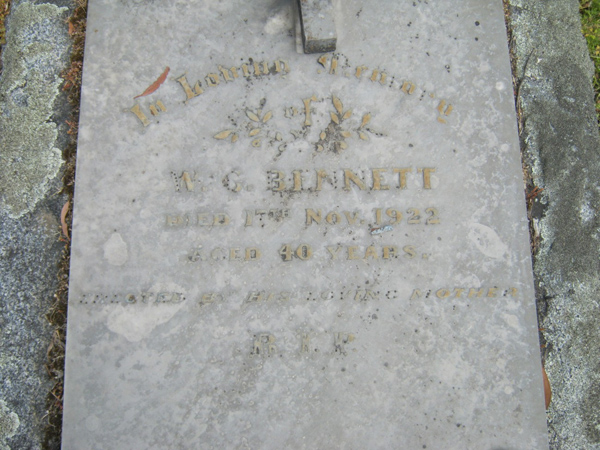 In Loving Memory
of
W. G. BENNETT
DIED 17TH NOV. 1922
AGED 40 YEARS.
ERECTED BY HIS LOVING MOTHER
R.I.P